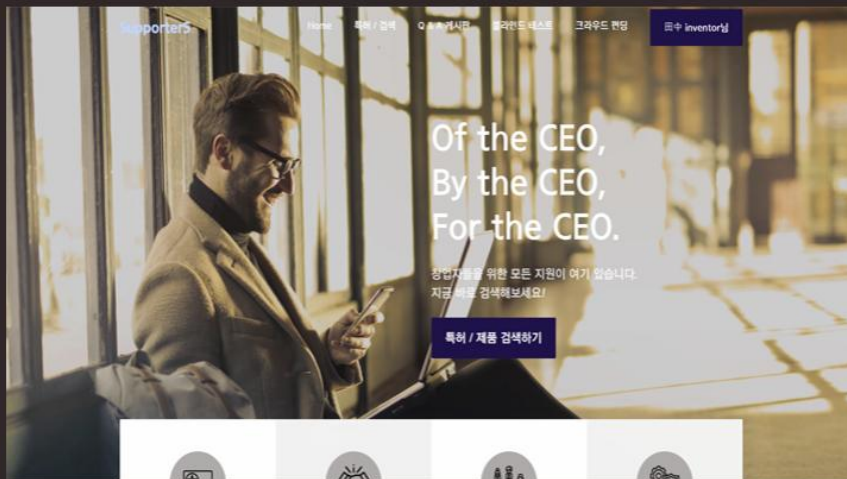 SupporterS
Home 특허 / 검색 Q & A 게시판 블라인드 테스트 크라우드 펀딩 田中 inventor님
Of the CEO,
By the CEO,
For the CEO.
창업자들을 위한 모든 지원이 여기 있습니다.
지금 바로 검색해보세요!
특허 / 제품 검색하기